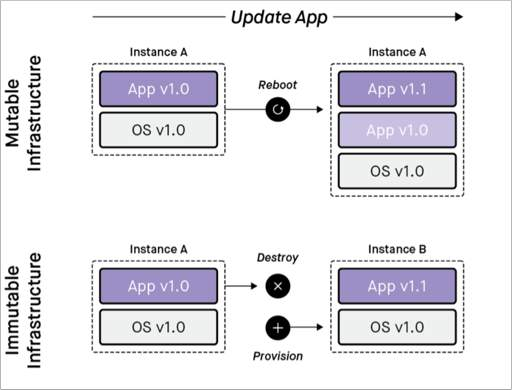 Update App
Mutable
Infrastructure
Instance A
App v1.0
OS v1.0
Reboot
Instance A
App v1.1
App v1.0
OS v1.0
Immutable
Infrastructure
Instance A
App v1.0
OS v1.0
Destroy
Provision
Instance B
App v1.1
OS v1.0